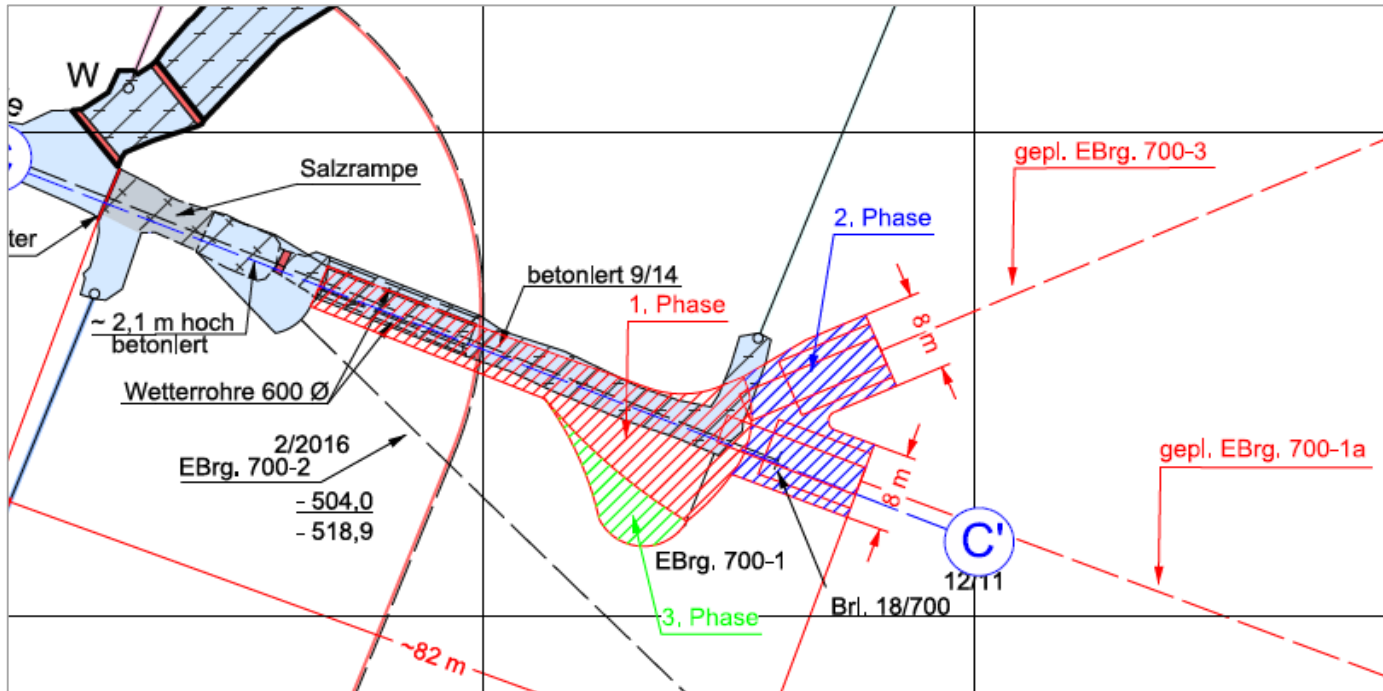 W
e
C
Salzrampe
gepl. EBrg. 700-3
2. Phase
ter
betoniert 9/14
1. Phase
~ 2,1 m hoch
betoniert
8 m
Wetterrohre 600 Ø
2/2016
EBrg. 700-2
- 504,0
- 518,9
gepl. EBrg. 700-1a
8 m
C'
EBrg. 700-1
12/11
Brl. 18/700
3. Phase
~82 m